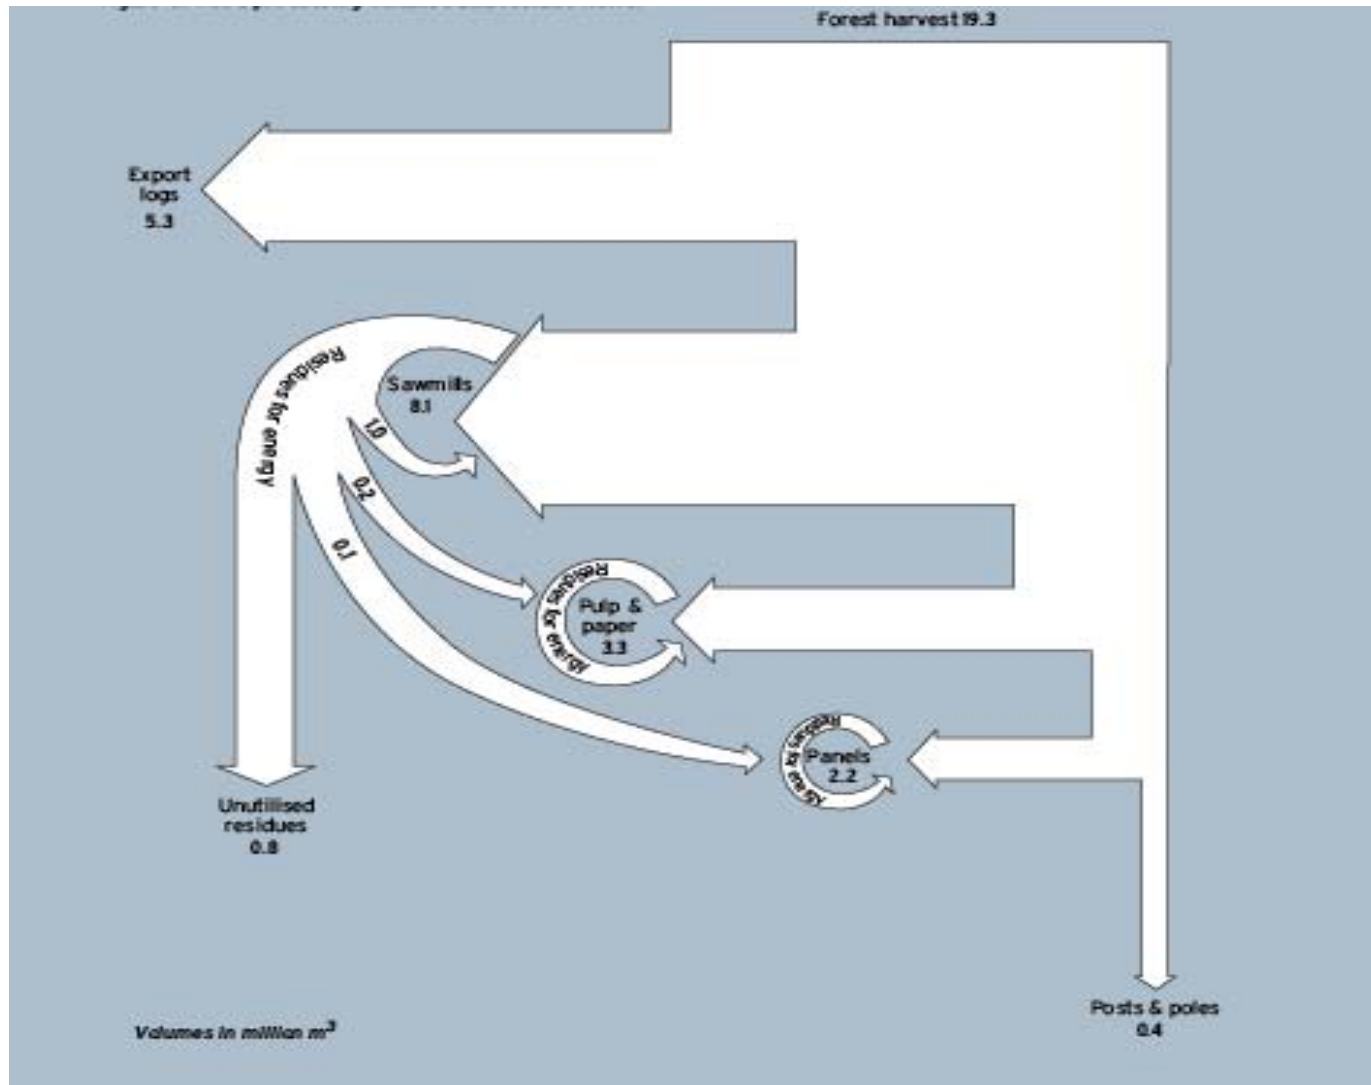 Forest harvest 19.3
Export
logs
5.3
Residues for energy
Sawmills
8.1
1.0
0.2
0.1
Residues for energy
Pulp &
paper
3.3
Residues for energy
Panels
2.2
Unutilised
residues
0.8
Posts & poles
0.4
Volumes in million m³